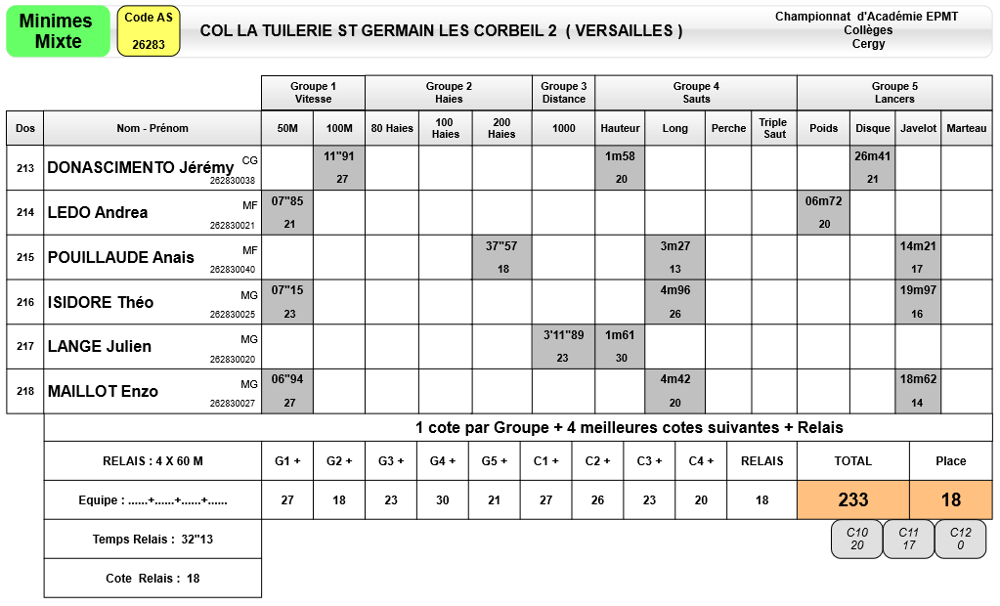 Minimes
Mixte
Code AS
26283
COL LA TUILERIE ST GERMAIN LES CORBEIL 2 ( VERSAILLES )
Championnat d'Académie EPMT
Collèges
Cergy
Groupe 1
Vitesse
Groupe 2
Haies
Groupe 3
Distance
Groupe 4
Sauts
Groupe 5
Lancers
Dos Nom - Prénom 50M 100M 80 Haies 100 Haies 200 Haies 1000 Hauteur Long Perche Triple Saut Poids Disque Javelot Marteau
213 DONASCIMENTO Jérémy CG 262830038 11"91 27 1m58 20 26m41 21
214 LEDO Andrea MF 262830021 07"85 21 06m72 20
215 POUILLAUDE Anais MF 262830040 37"57 18 3m27 13 14m21 17
216 ISIDORE Théo MG 262830025 07"15 23 4m96 26 19m97 16
217 LANGE Julien MG 262830020 3'11"89 23 1m61 30
218 MAILLOT Enzo MG 262830027 06"94 27 4m42 20 18m62 14
1 cote par Groupe + 4 meilleures cotes suivantes + Relais
RELAIS : 4 X 60 M G1 + G2 + G3 + G4 + G5 + C1 + C2 + C3 + C4 + RELAIS TOTAL Place
Equipe : ......+......+......+...... 27 18 23 30 21 27 26 23 20 18 233 18
Temps Relais : 32"13
C10 C11 C12
20 17 0
Cote Relais : 18